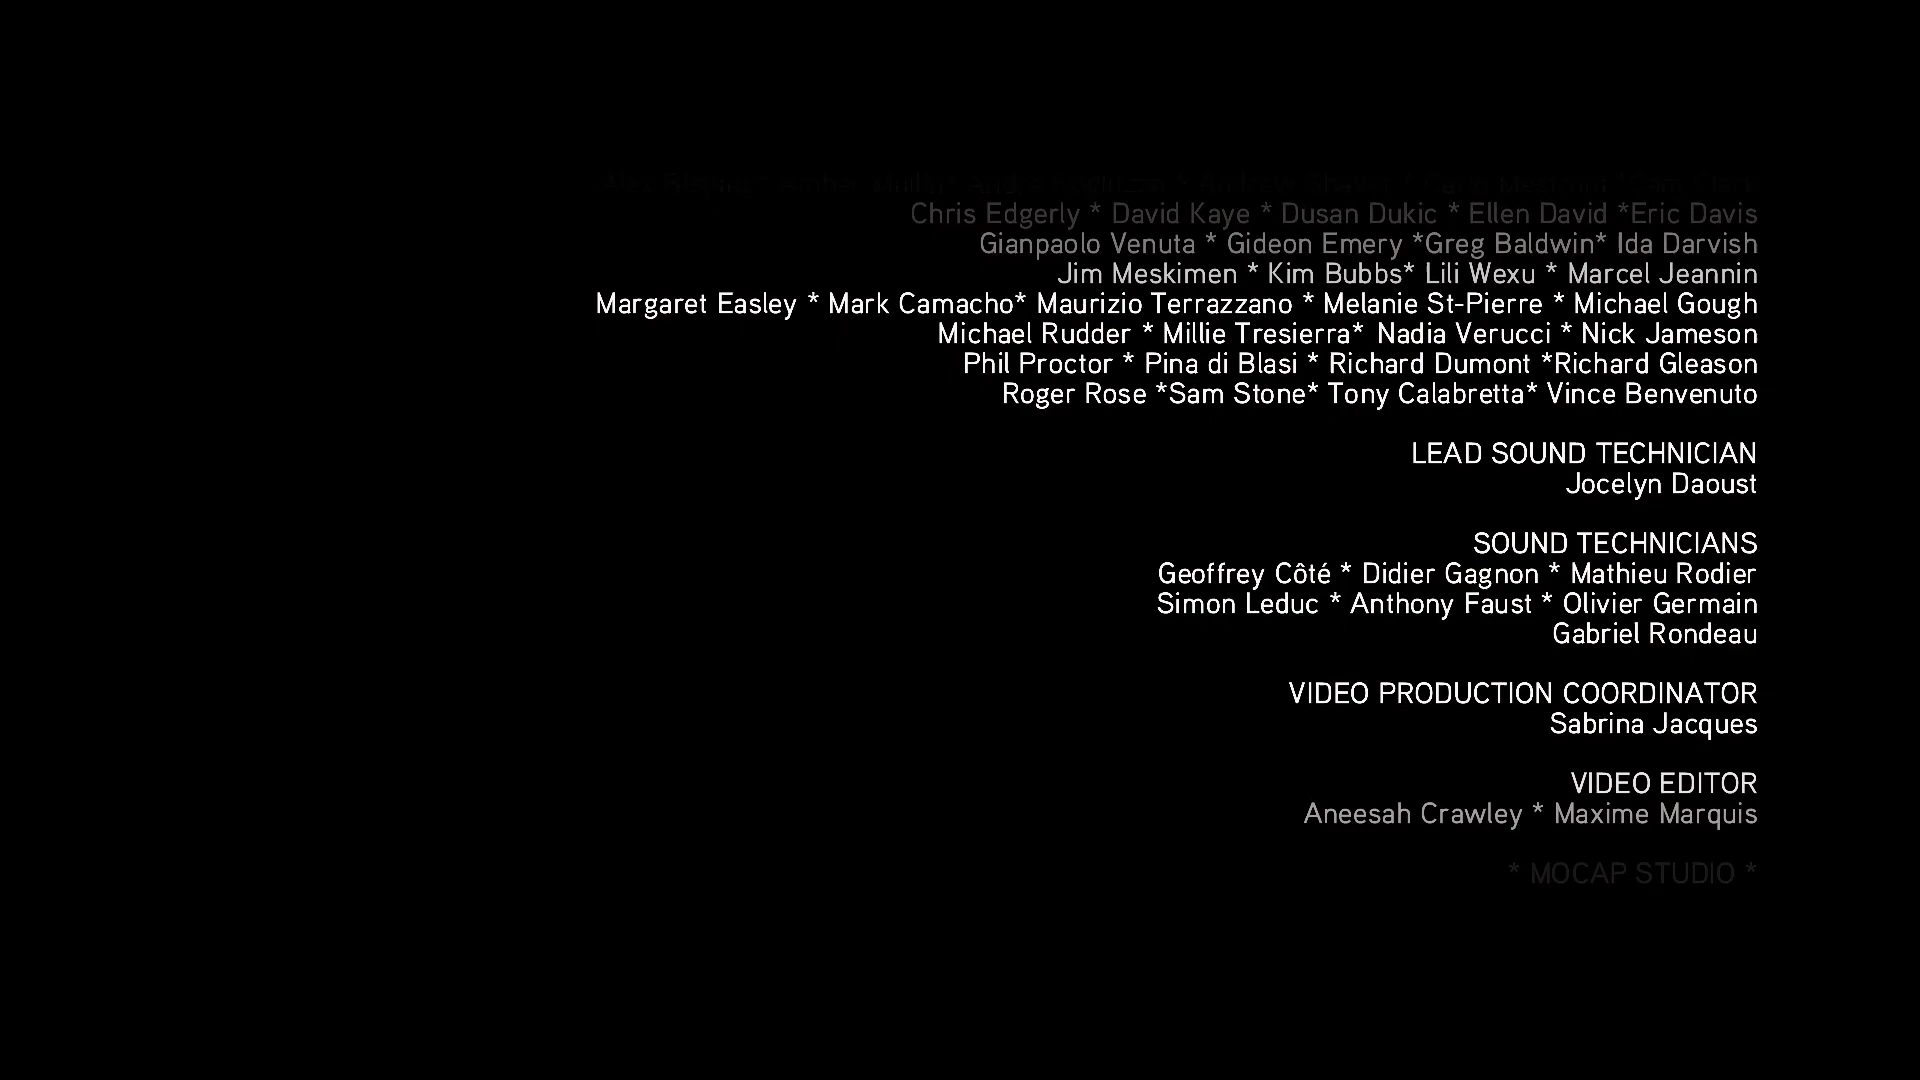 Chris Edgerly * David Kaye * Dusan Dukic * Ellen David *Eric Davis
Gianpaolo Venuta * Gideon Emery *Greg Baldwin* Ida Darvish
Jim Meskimen * Kim Bubbs* Lili Wexu * Marcel Jeannin
Margaret Easley * Mark Camacho* Maurizio Terrazzano * Melanie St-Pierre * Michael Gough
Michael Rudder * Millie Tresierra* Nadia Verucci * Nick Jameson
Phil Proctor * Pina di Blasi * Richard Dumont *Richard Gleason
Roger Rose *Sam Stone* Tony Calabretta* Vince Benvenuto
LEAD SOUND TECHNICIAN
Jocelyn Daoust
SOUND TECHNICIANS
Geoffrey Côté * Didier Gagnon * Mathieu Rodier
Simon Leduc * Anthony Faust * Olivier Germain
Gabriel Rondeau
VIDEO PRODUCTION COORDINATOR
Sabrina Jacques
VIDEO EDITOR
Aneesah Crawley * Maxime Marquis
* MOCAP STUDIO *